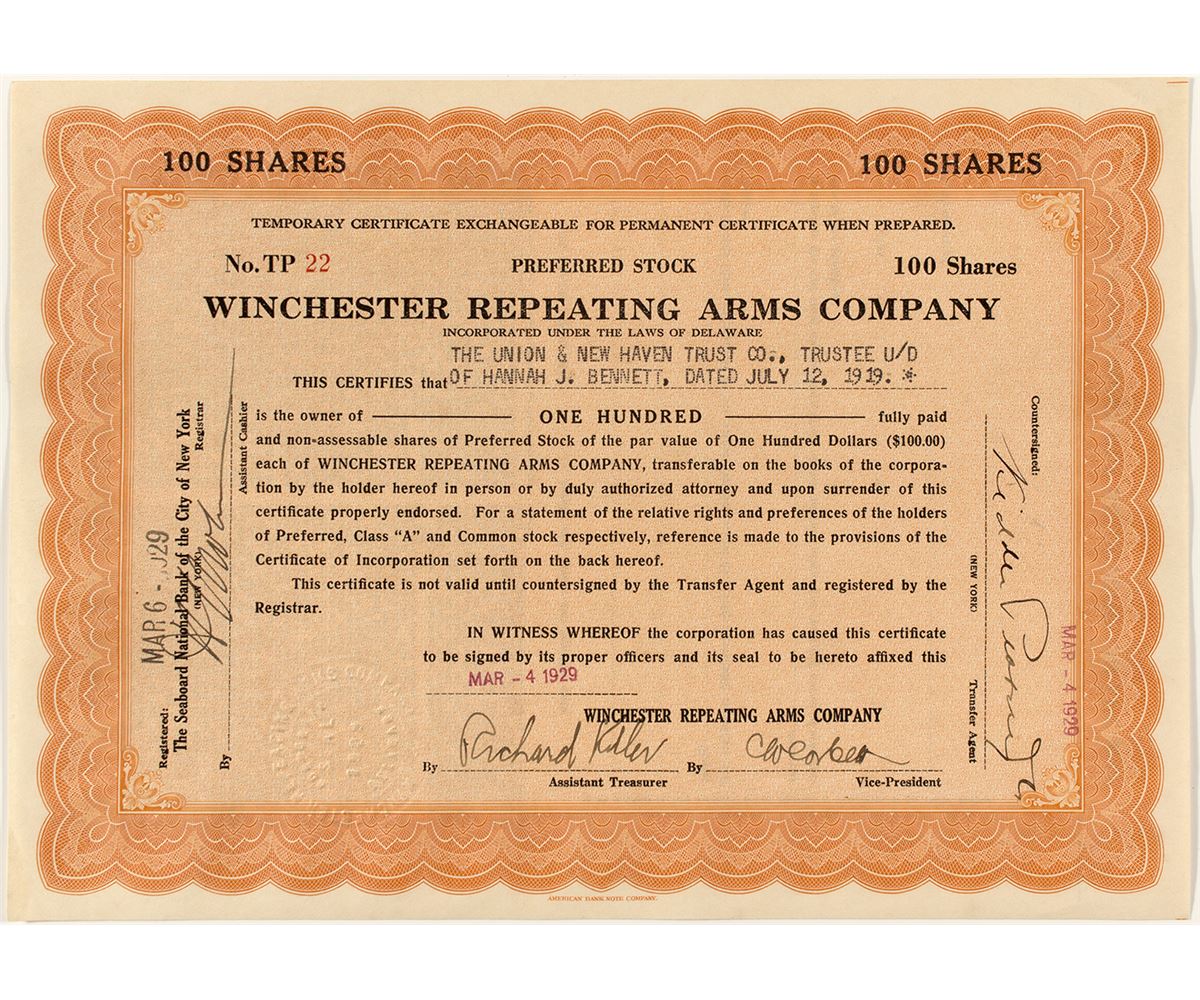 100 SHARES
100 SHARES
TEMPORARY CERTIFICATE EXCHANGEABLE FOR PERMANENT CERTIFICATE WHEN PREPARED.
No. TP 22
PREFERRED STOCK
100 Shares
WINCHESTER REPEATING ARMS COMPANY
INCORPORATED UNDER THE LAWS OF DELAWARE
THE UNION & NEW HAVEN TRUST CO., TRUSTEE U/D
THIS CERTIFIES that OF HANNAH J. BENNETT, DATED JULY 12, 1919. *
is the owner of ONE HUNDRED fully paid
and non-assessable shares of Preferred Stock of the par value of One Hundred Dollars ($100.00)
each of WINCHESTER REPEATING ARMS COMPANY, transferable on the books of the corpora-
tion by the holder hereof in person or by duly authorized attorney and upon surrender of this
certificate properly endorsed. For a statement of the relative rights and preferences of the holders
of Preferred, Class "A" and Common stock respectively, reference is made to the provisions of the
Certificate of Incorporation set forth on the back hereof.
This certificate is not valid until countersigned by the Transfer Agent and registered by the
Registrar.
IN WITNESS WHEREOF the corporation has caused this certificate
to be signed by its proper officers and its seal to be hereto affixed this
MAR - 4 1929
WINCHESTER REPEATING ARMS COMPANY
By Richard
Assistant Treasurer
By
Vice-President
MAR 6 - 1929
Registered:
The Seaboard National Bank of the City of New York
(NEW YORK)
Registrar
By
Assistant Cashier
Countersigned:
Kidder Peabody
(NEW YORK)
Transfer Agent
MAR - 4 1929
AMERICAN BANK NOTE COMPANY.